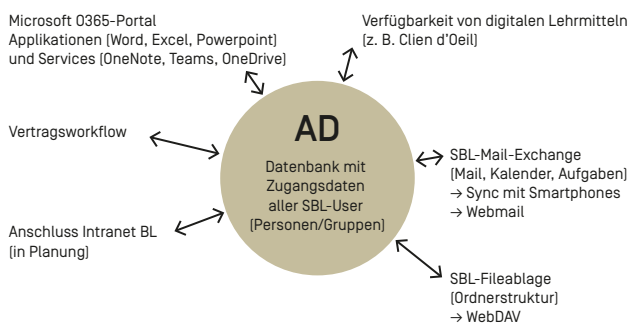 Microsoft O365-Portal
Applikationen (Word, Excel, Powerpoint)
und Services (OneNote, Teams, OneDrive)
Verfügbarkeit von digitalen Lehrmitteln
(z. B. Clien d’Oeil)
Vertragsworkflow
AD
Datenbank mit
Zugangsdaten
aller SBL-User
(Personen/Gruppen)
SBL-Mail-Exchange
(Mail, Kalender, Aufgaben)
→ Sync mit Smartphones
→ Webmail
Anschluss Intranet BL
(in Planung)
SBL-Fileablage
(Ordnerstruktur)
→ WebDAV